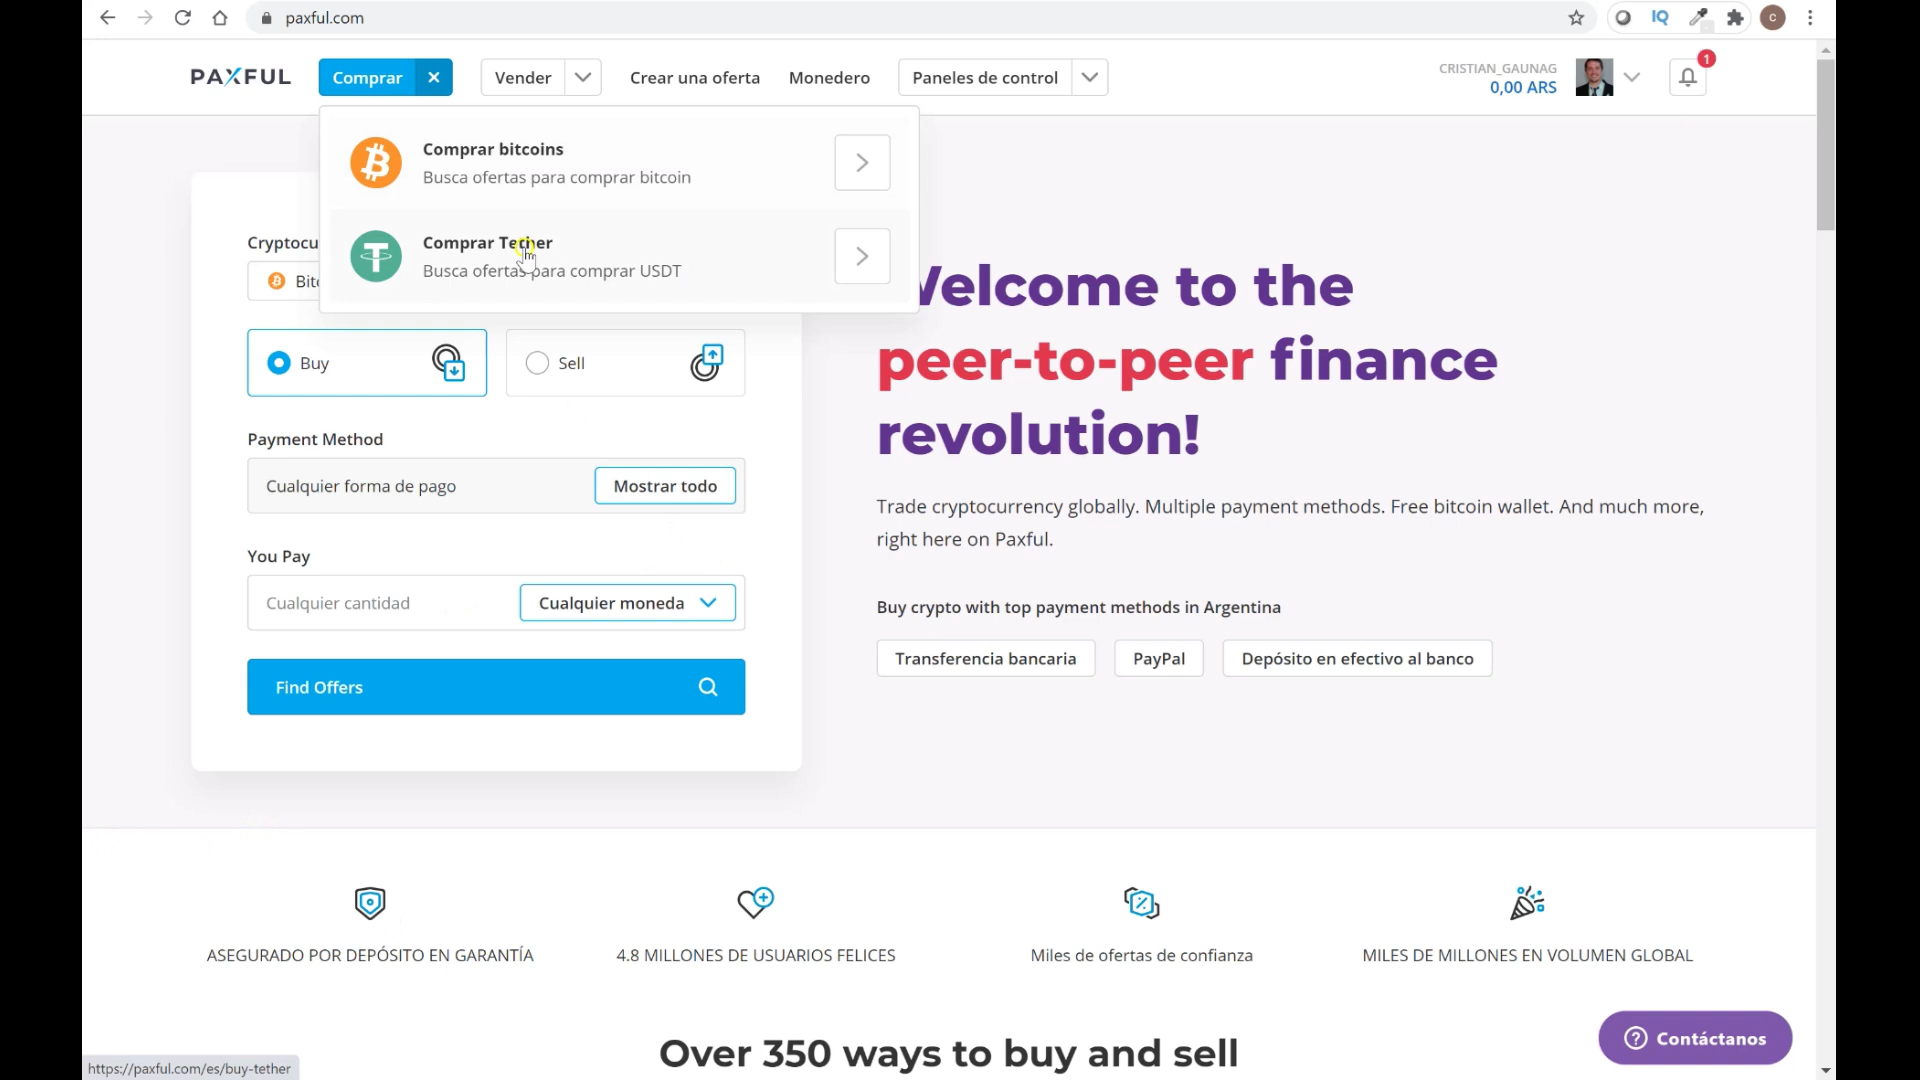 paxful.com
IQ
C
PAXFUL
Comprar
Vender
Crear una oferta
Monedero
Paneles de control
CRISTIAN_GAUNAG
0,00 ARS
1
Comprar bitcoins
Busca ofertas para comprar bitcoin
Comprar Tether
Busca ofertas para comprar USDT
Buy
Sell
Payment Method
Cualquier forma de pago
Mostrar todo
You Pay
Cualquier cantidad
Cualquier moneda
Find Offers
Welcome to the
peer-to-peer finance
revolution!
Trade cryptocurrency globally. Multiple payment methods. Free bitcoin wallet. And much more,
right here on Paxful.
Buy crypto with top payment methods in Argentina
Transferencia bancaria
PayPal
Depósito en efectivo al banco
ASEGURADO POR DEPÓSITO EN GARANTÍA
4.8 MILLONES DE USUARIOS FELICES
Miles de ofertas de confianza
MILES DE MILLONES EN VOLUMEN GLOBAL
Over 350 ways to buy and sell
Contáctanos
https://paxful.com/es/buy-tether